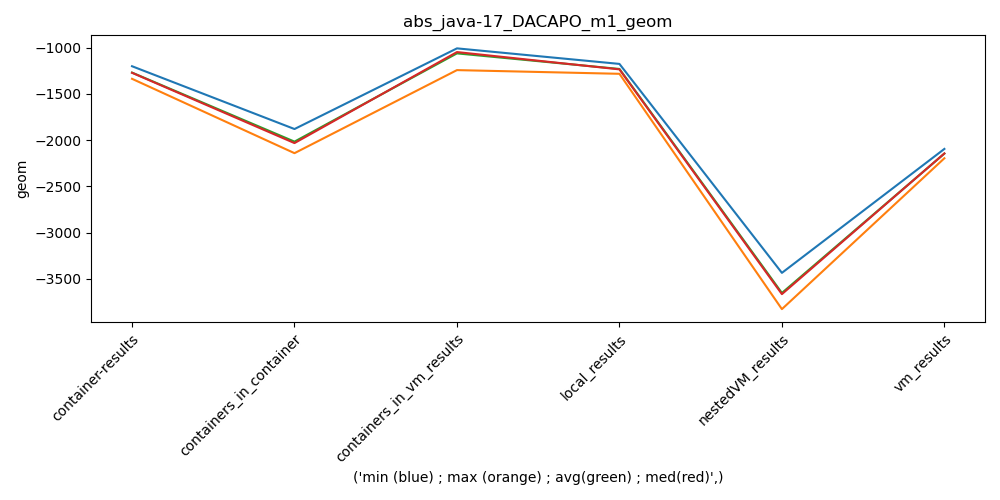 abs_java-17_DACAPO_m1_geom
−1000
−1500
−2000
−2500
−3000
−3500
geom
container-results
containers_in_container
containers_in_vm_results
local_results
nestedVM_results
vm_results
('min (blue) ; max (orange) ; avg(green) ; med(red)',)